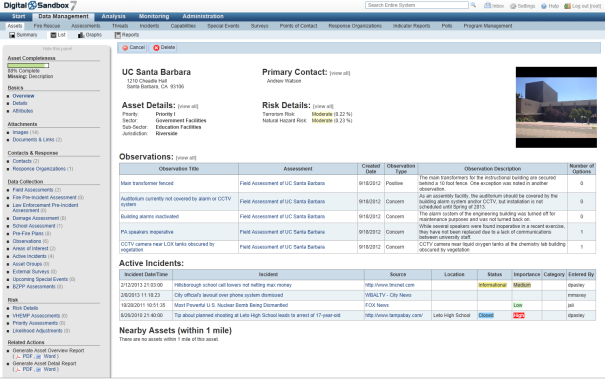 Digital Sandbox 7
Search Entire System
Inbox Settings Help Log out (root)
Start Data Management Analysis Monitoring Administration
Assets Fire Rescue Assessments Threats Incidents Capabilities Special Events Surveys Points of Contact Response Organizations Indicator Reports Polls Program Management
Summary List Graphs Reports
Hide this panel
Asset Completeness
88% Complete
Missing: Description
Basics
Overview
Details
Attributes
Attachments
Images (14)
Documents & Links (2)
Contacts & Response
Contacts (2)
Response Organizations (1)
Data Collection
Field Assessments (2)
Fire Pre-Incident Assessment (0)
Law Enforcement Pre-Incident Assessment (0)
Damage Assessment (0)
School Assessment (1)
Pre-Fire Plans (0)
Observations (6)
Areas of Interest (2)
Active Incidents (4)
Asset Groups (0)
External Surveys (0)
Upcoming Special Events (0)
BZPP Assessments (0)
Risk
Risk Details
VHEMP Assessments (0)
Priority Assessments (0)
Likelihood Adjustments (0)
Related Actions
Generate Asset Overview Report
( PDF, Word )
Generate Asset Detail Report
( PDF, Word )
Cancel Delete
UC Santa Barbara
1210 Cheadle Hall
Santa Barbara, CA 93106
Primary Contact: [view all]
Andrew Watson
Asset Details: [view all]
Priority Priority I
Sector: Government Facilities
Sub-Sector: Education Facilities
Jurisdiction: Riverside
Risk Details: [view all]
Terrorism Risk Moderate (0.22 %)
Natural Hazard Risk Moderate (0.23 %)
Observations: [view all]
Observation Title Assessment Created Date Observation Type Observation Description Number of Options
Main transformer fenced Field Assessment of UC Santa Barbara 9/18/2012 Positive The main transformers for the instructional building are secured behind a 10 foot fence. One exception was noted in another observation. 0
Auditorium currently not covered by alarm or CCTV system Field Assessment of UC Santa Barbara 9/18/2012 Concern As an assembly facility, the auditorium should be covered by the building alarm system and/or CCTV, but installation is not scheduled until Spring of 2013. 0
Building alarms inactivated Field Assessment of UC Santa Barbara 9/18/2012 Concern The alarm system of the engineering building was turned off for maintenance purposes and was not turned back on. 0
PA speakers inoperative Field Assessment of UC Santa Barbara 9/18/2012 Concern While several speakers were found inoperative in a recent exercise, they have not been replaced due to a lack of communications between university departments. 1
CCTV camera near LOX tanks obscured by vegetation Field Assessment of UC Santa Barbara 9/18/2012 Concern CCTV camera near liquid oxygen tanks at the chemistry lab building obscured by vegetation 1
Active Incidents:
Incident Date/Time Incident Source Location Status Importance Category Entered By
2/12/2013 21:03:00 Hillsborough school cell towers not netting max money http://www.tncnet.com Informational Medium dpasley
2/8/2013 11:18:23 City official's lawsuit over phone system dismissed WBALTV - City News mmaxey
10/28/2011 10:51:35 Most Powerful U.S. Nuclear Bomb Being Dismantled FOX News Low jeli
8/26/2010 21:40:00 Tip about planned shooting at Leto High School leads to arrest of 17-year-old http://www.tampabay.com/ Leto High School Closed High dpasley
Nearby Assets (within 1 mile)
There are no assets within 1 mile of this asset.